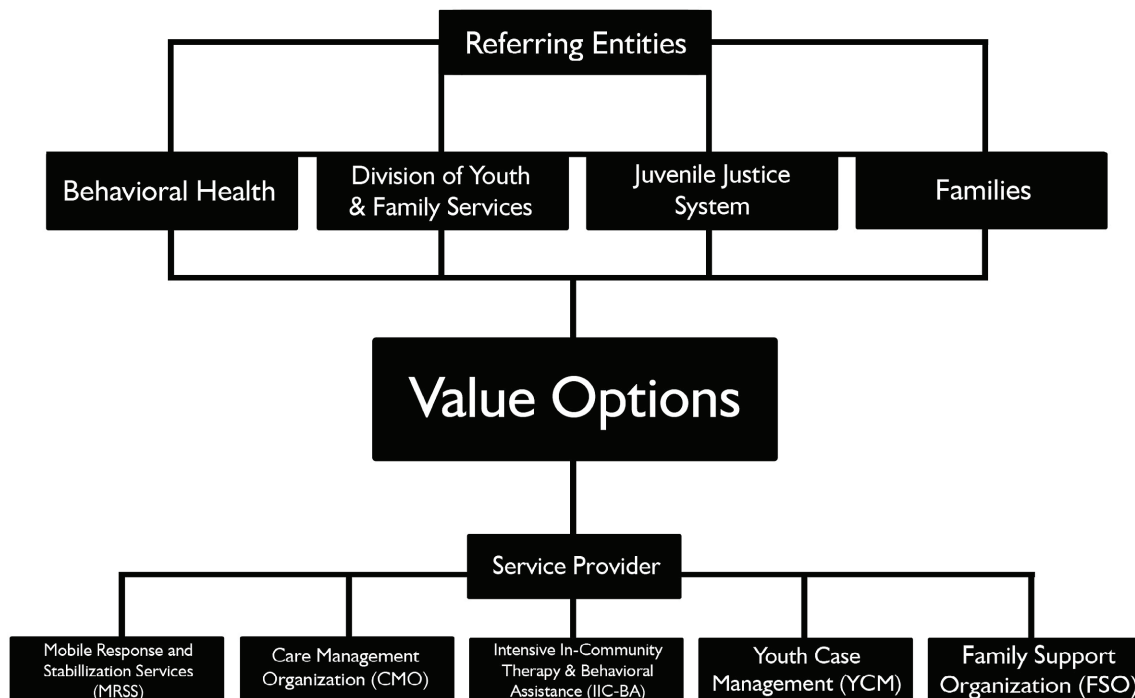 Referring Entities
Behavioral Health
Division of Youth
& Family Services
Juvenile Justice
System
Families
Value Options
Service Provider
Mobile Response and
Stabillization Services
(MRSS)
Care Management
Organization (CMO)
Intensive In-Community
Therapy & Behavioral
Assistance (IIC-BA)
Youth Case
Management (YCM)
Family Support
Organization (FSO)